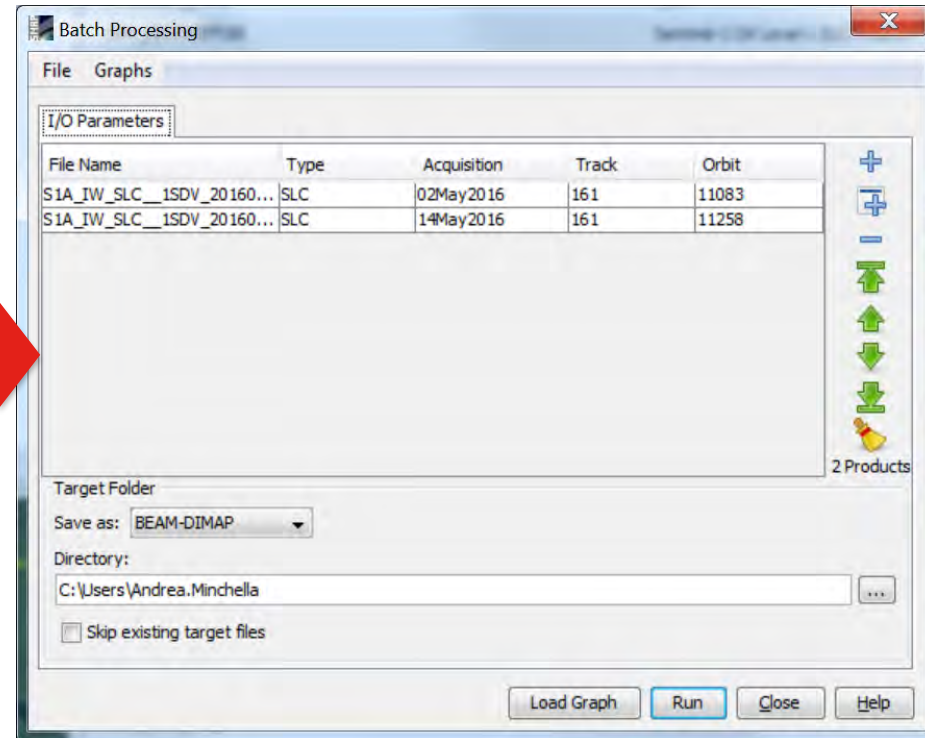 Batch Processing
File Graphs
I/O Parameters
File Name Type Acquisition Track Orbit
S1A_IW_SLC__1SDV_20160... SLC 02May2016 161 11083
S1A_IW_SLC__1SDV_20160... SLC 14May2016 161 11258
2 Products
Target Folder
Save as: BEAM-DIMAP
Directory:
C:\Users\Andrea.Minchella
...
Skip existing target files
Load Graph Run Close Help